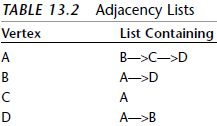 TABLE 13.2 Adjacency Lists
Vertex List Containing
A B—>C—>D
B A—>D
C A
D A—>B